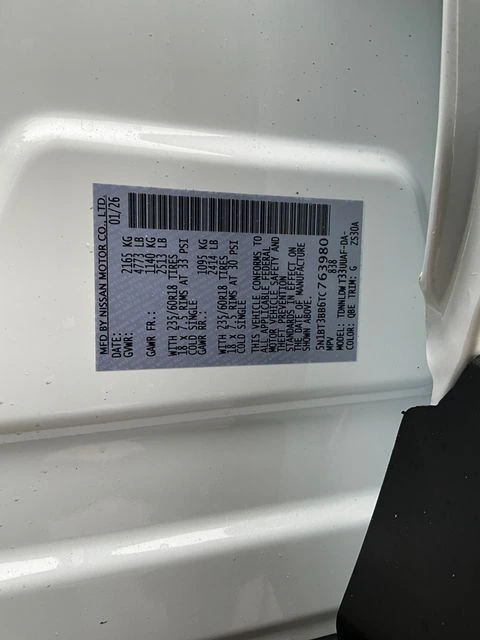 MFD BY NISSAN MOTOR CO., LTD.
DATE: 01/26
GVWR: 2165 KG
4773 LB
GAWR FR.: 1140 KG
2513 LB
WITH 235/60R18 TIRES
18 x 7.5 RIMS AT 33 PSI
COLD SINGLE
GAWR RR.: 1095 KG
2414 LB
WITH 235/60R18 TIRES
18 x 7.5 RIMS AT 30 PSI
COLD SINGLE
THIS VEHICLE CONFORMS TO
ALL APPLICABLE FEDERAL
MOTOR VEHICLE SAFETY AND
THEFT PREVENTION
STANDARDS IN EFFECT ON
THE DATE OF MANUFACTURE
SHOWN ABOVE.
5N1BT3BB6TC763980
MPV 838
MODEL: TDNNLDW T33UUAF-DA-
COLOR: QBE TRIM: G ZS30A